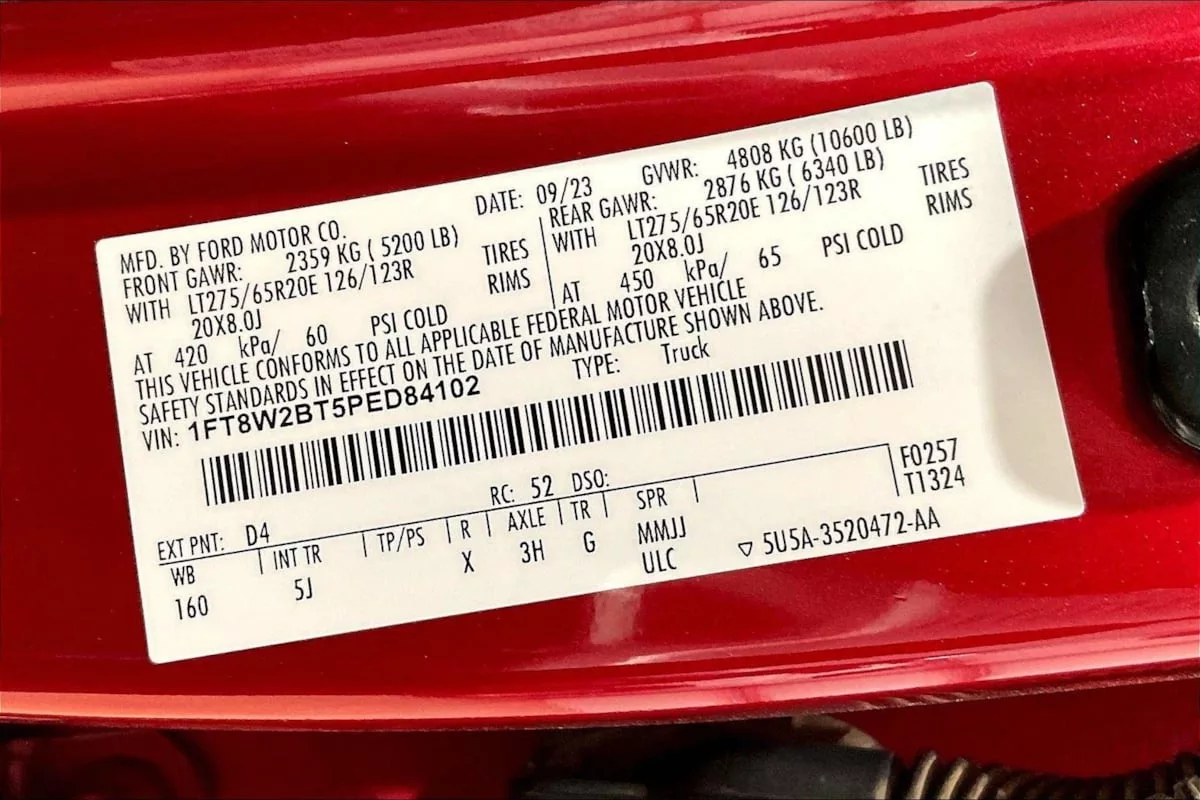 MFD. BY FORD MOTOR CO.
DATE: 09/23 GVWR: 4808 KG (10600 LB)
FRONT GAWR: 2359 KG ( 5200 LB)
WITH LT275/65R20E 126/123R TIRES
20X8.0J RIMS
AT 420 kPa/ 60 PSI COLD
REAR GAWR: 2876 KG ( 6340 LB)
WITH LT275/65R20E 126/123R TIRES
20X8.0J RIMS
AT 450 kPa/ 65 PSI COLD
THIS VEHICLE CONFORMS TO ALL APPLICABLE FEDERAL MOTOR VEHICLE
SAFETY STANDARDS IN EFFECT ON THE DATE OF MANUFACTURE SHOWN ABOVE.
VIN: 1FT8W2BT5PED84102 TYPE: Truck
EXT PNT: D4 RC: 52 DSO: F0257
T1324
WB INT TR TP/PS R AXLE TR SPR
160 5J X 3H G MMJJ
ULC
▽ 5U5A-3520472-AA